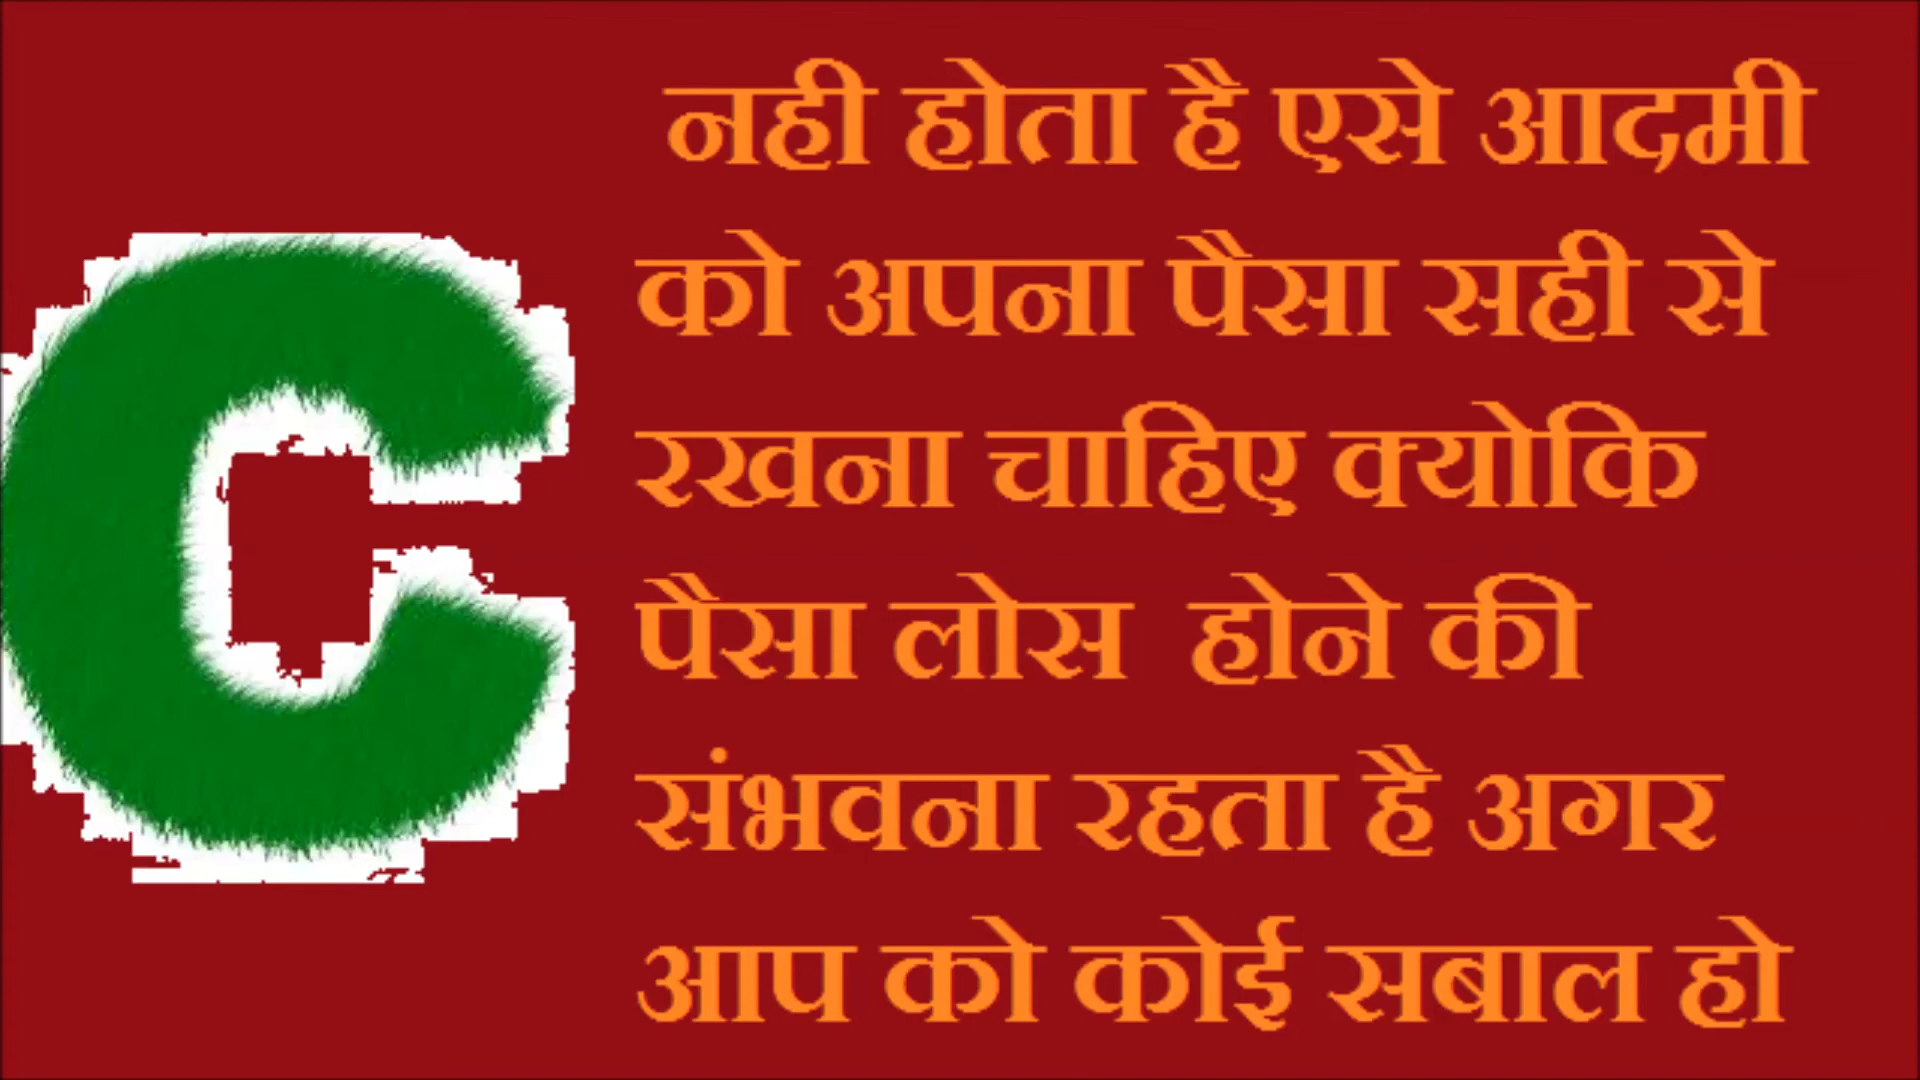 C
नही होता है एसे आदमी
को अपना पैसा सही से
रखना चाहिए क्योकि
पैसा लोस होने की
संभवना रहता है अगर
आप को कोई सबाल हो